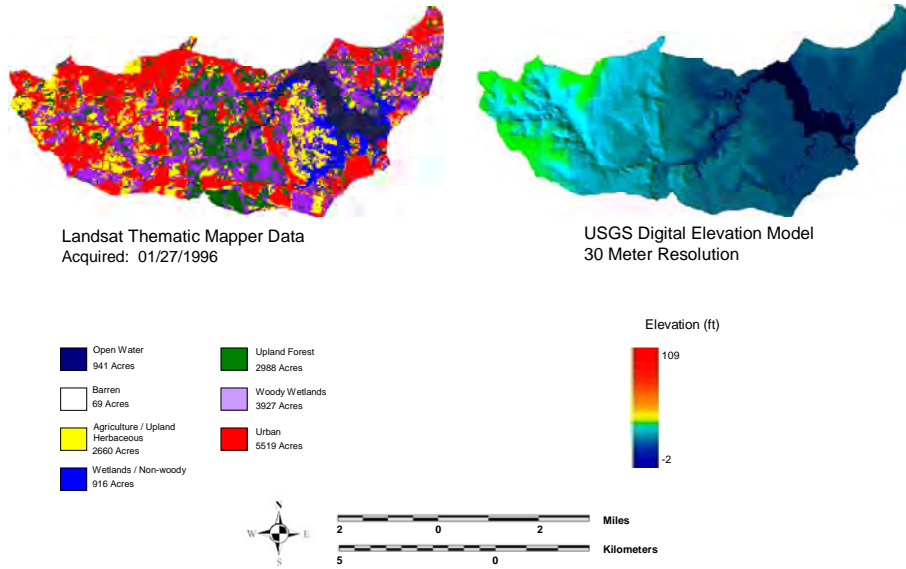 Landsat Thematic Mapper Data
Acquired: 01/27/1996
USGS Digital Elevation Model
30 Meter Resolution
Open Water
941 Acres
Barren
69 Acres
Agriculture / Upland
Herbaceous
2660 Acres
Wetlands / Non-woody
916 Acres
Upland Forest
2988 Acres
Woody Wetlands
3927 Acres
Urban
5519 Acres
Elevation (ft)
109
-2
N
W E
S
2 0 2 Miles
5 0 Kilometers